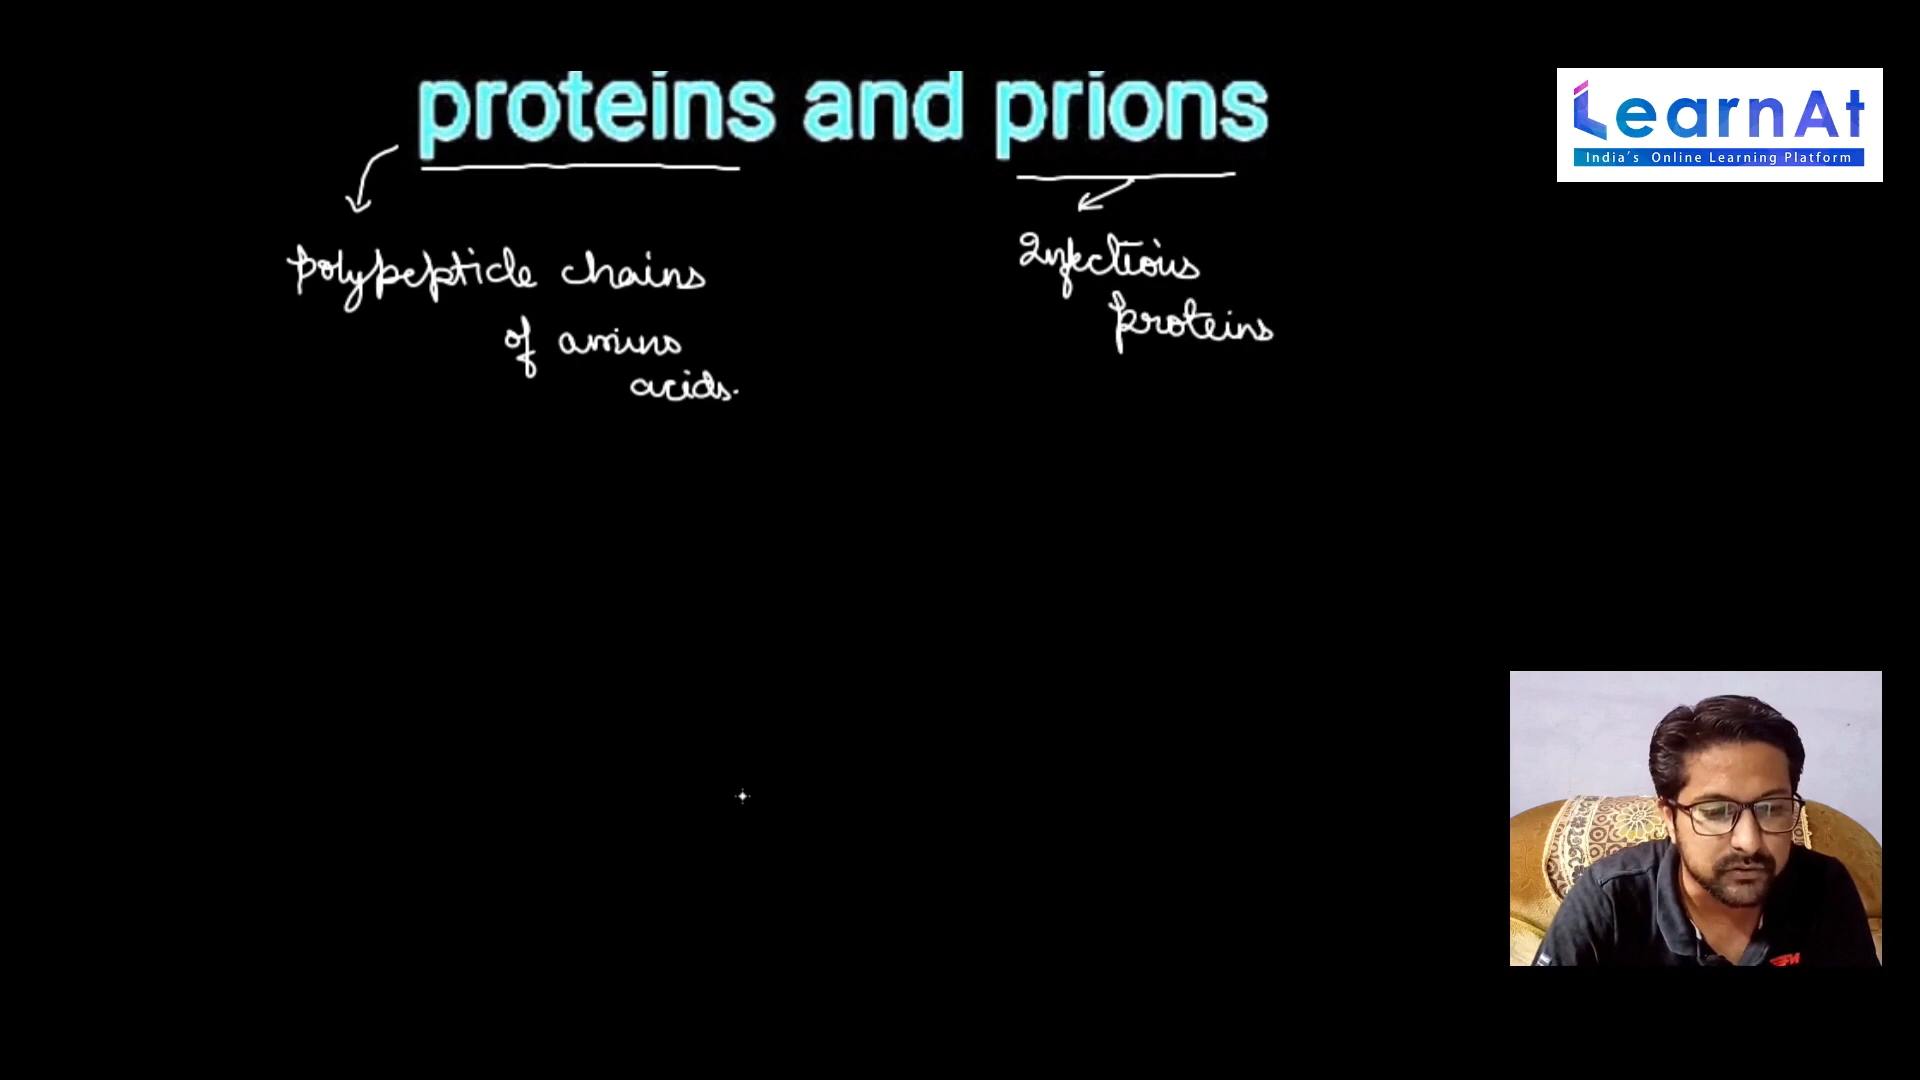 proteins and prions
LearnAt
India's Online Learning Platform
polypeptide chains
of amino
acids.
Infectious
proteins